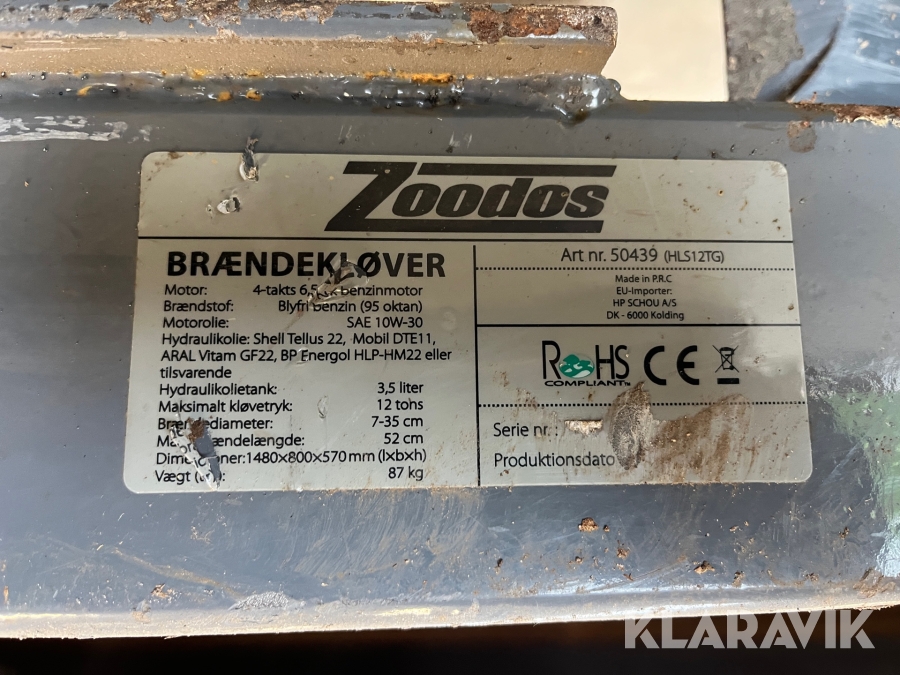 Zoodos
BRÆNDEKLØVER
Motor: 4-takts benzinmotor
Brændstof: Blyfri benzin (95 oktan)
Motorolie: SAE 10W-30
Hydraulikolie: Shell Tellus 22, Mobil DTE11,
ARAL Vitam GF22, BP Energol HLP-HM22 eller
tilsvarende
Hydraulikolietank: 3,5 liter
Maksimalt kløvetryk: 12 tons
Brændediameter: 7-35 cm
52 cm
1480×800×570 mm (l×b×h)
Vægt 87 kg
Art nr. 50439 (HLS12TG)
Made in P.R.C
EU-Importer:
HP SCHOU A/S
DK - 6000 Kolding
RoHS
COMPLIANT™
CE
Serie nr.:
Produktionsdato
KLARAVIK